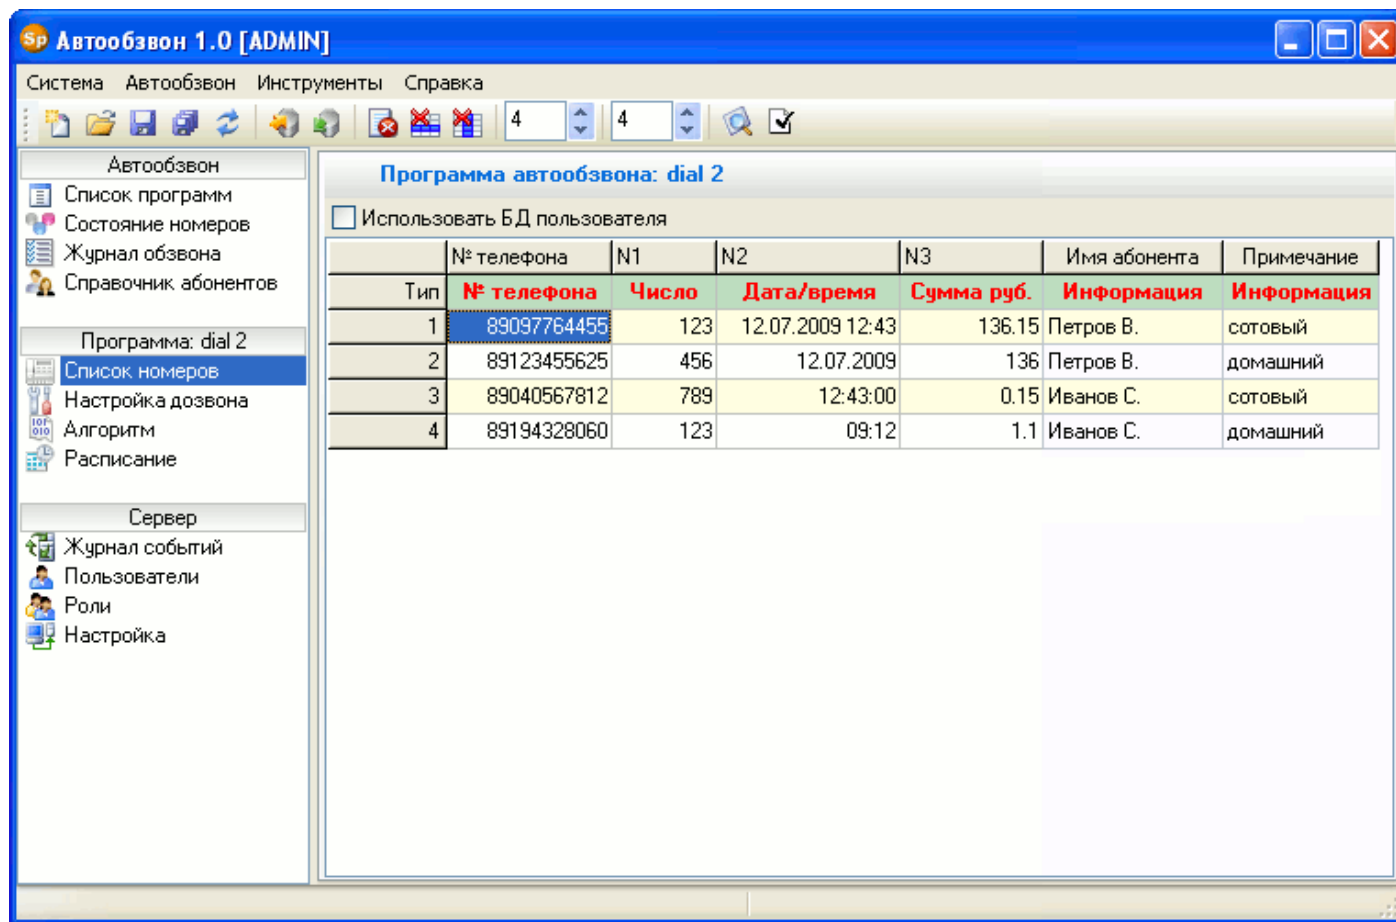 Sp Автообзвон 1.0 [ADMIN]
Система Автообзвон Инструменты Справка
4 4
Автообзвон
Список программ
Состояние номеров
Журнал обзвона
Справочник абонентов
Программа: dial 2
Список номеров
Настройка дозвона
Алгоритм
Расписание
Сервер
Журнал событий
Пользователи
Роли
Настройка
Программа автообзвона: dial 2
Использовать БД пользователя
№ телефона N1 N2 N3 Имя абонента Примечание
Тип № телефона Число Дата/время Сумма руб. Информация Информация
1 89097764455 123 12.07.2009 12:43 136.15 Петров В. сотовый
2 89123455625 456 12.07.2009 136 Петров В. домашний
3 89040567812 789 12:43:00 0.15 Иванов С. сотовый
4 89194328060 123 09:12 1.1 Иванов С. домашний